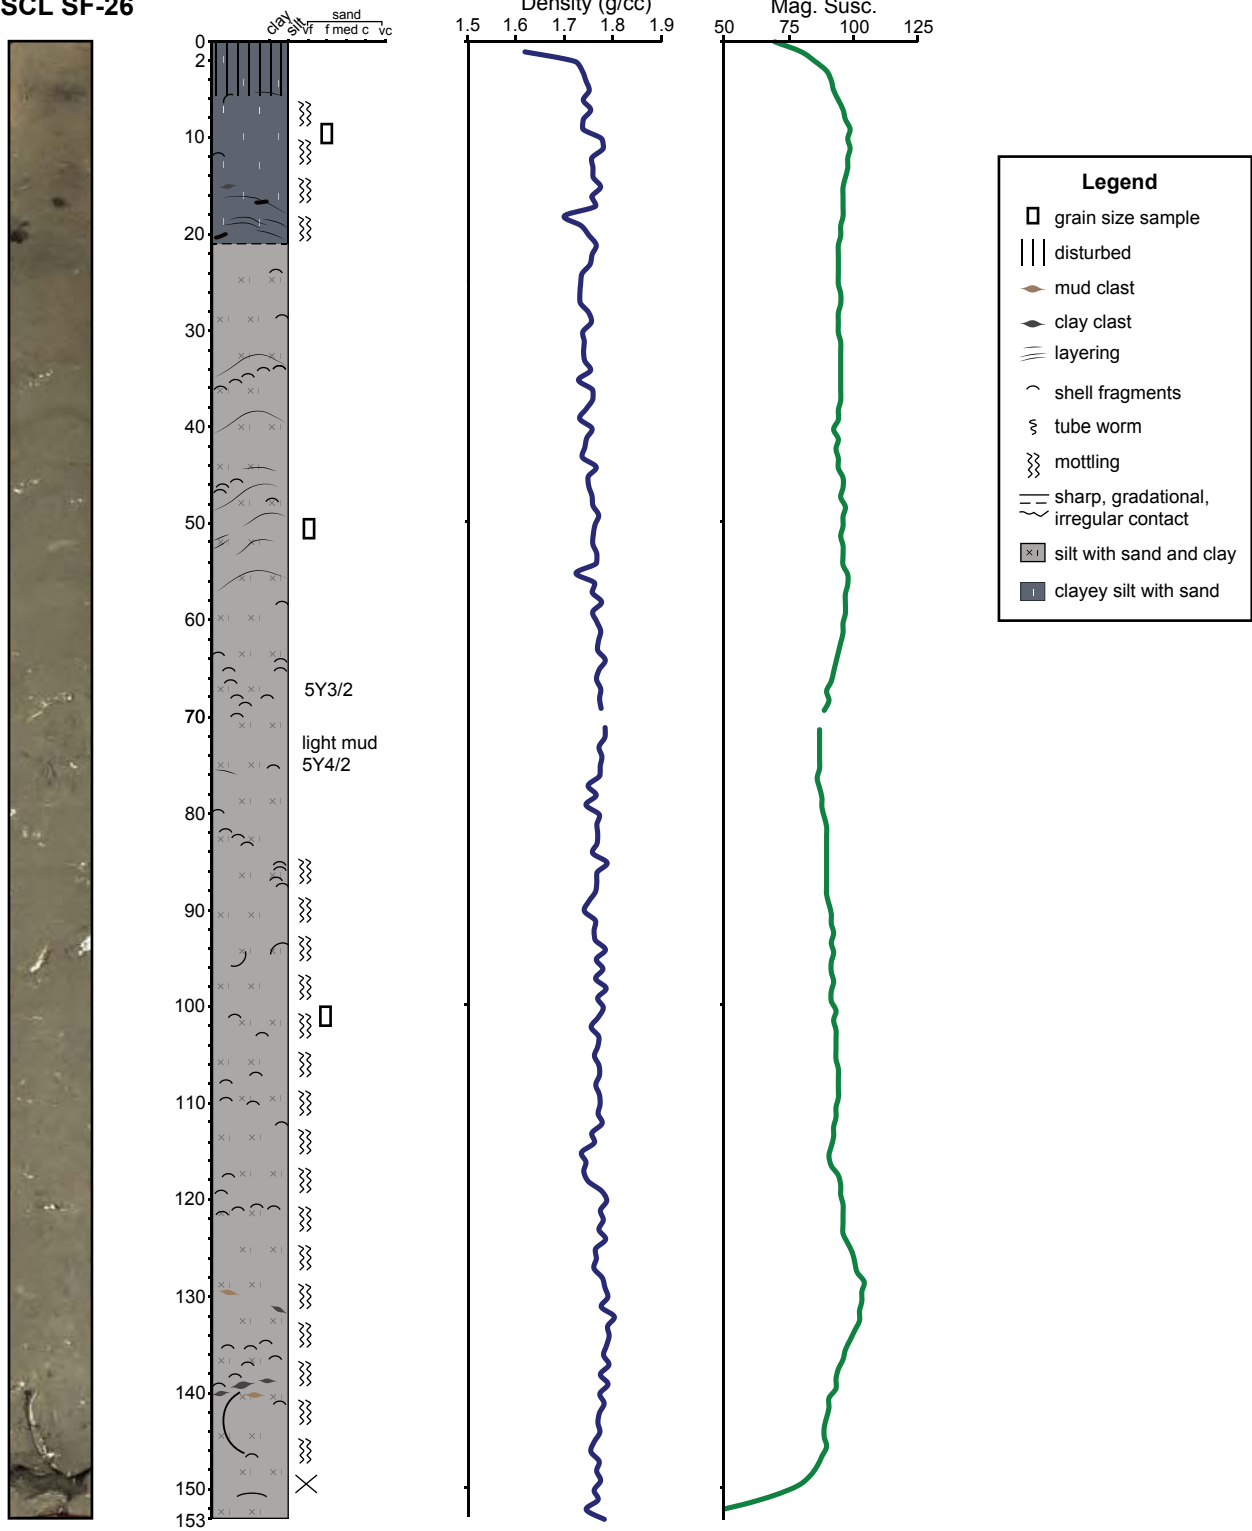 SCL SF-26
clay
silt
sand
vf f med c vc
Density (g/cc)
1.5 1.6 1.7 1.8 1.9
Mag. Susc.
50 75 100 125
0
2
10
20
30
40
50
60
70
80
90
100
110
120
130
140
150
153
5Y3/2
light mud
5Y4/2
Legend
grain size sample
disturbed
mud clast
clay clast
layering
shell fragments
tube worm
mottling
sharp, gradational,
irregular contact
silt with sand and clay
clayey silt with sand